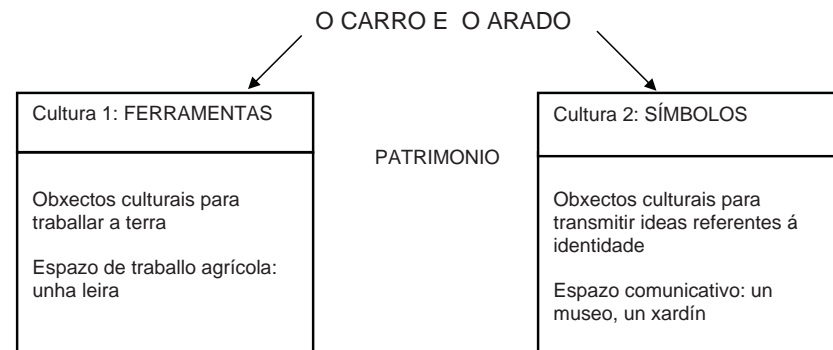 O CARRO E O ARADO
Cultura 1: FERRAMENTAS
Obxectos culturais para
traballar a terra
Espazo de traballo agrícola:
unha leira
PATRIMONIO
Cultura 2: SÍMBOLOS
Obxectos culturais para
transmitir ideas referentes á
identidade
Espazo comunicativo: un
museo, un xardín